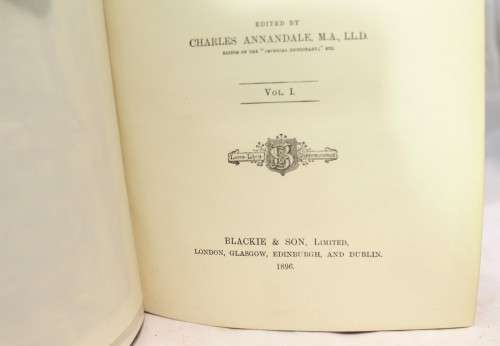 EDITED BY
CHARLES ANNANDALE, M.A., LL.D.
EDITOR OF THE "IMPERIAL DICTIONARY," ETC.
VOL. I.
BLACKIE & SON, LIMITED,
LONDON, GLASGOW, EDINBURGH, AND DUBLIN.
1896.